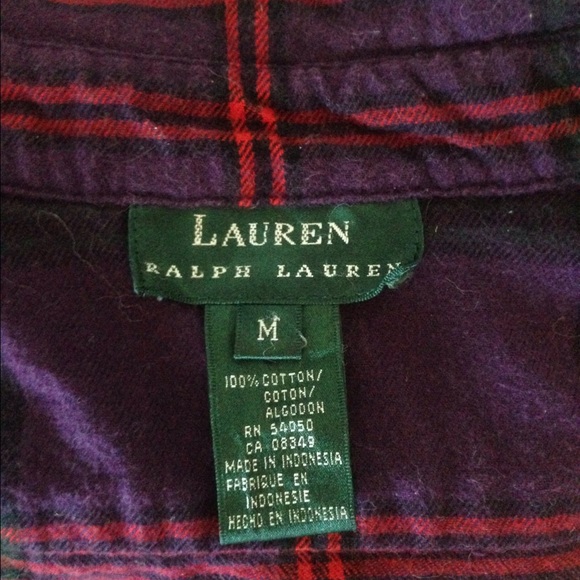 LAUREN
RALPH LAUREN
M
100% COTTON/
COTON/
ALGODON
RN 54050
CA 08349
MADE IN INDONESIA
FABRIQUE EN
INDONESIE
HECHO EN INDONESIA